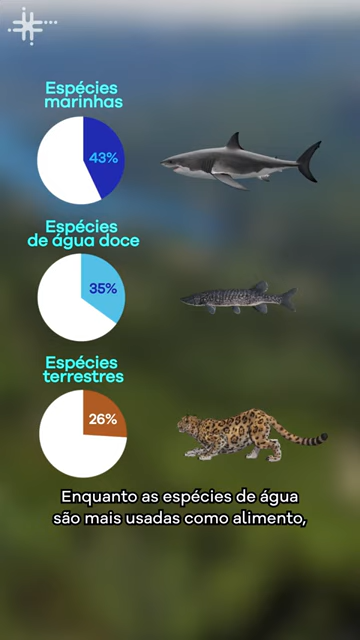 Espécies
marinhas
43%
Espécies
de água doce
35%
Espécies
terrestres
26%
Enquanto as espécies de água
são mais usadas como alimento,